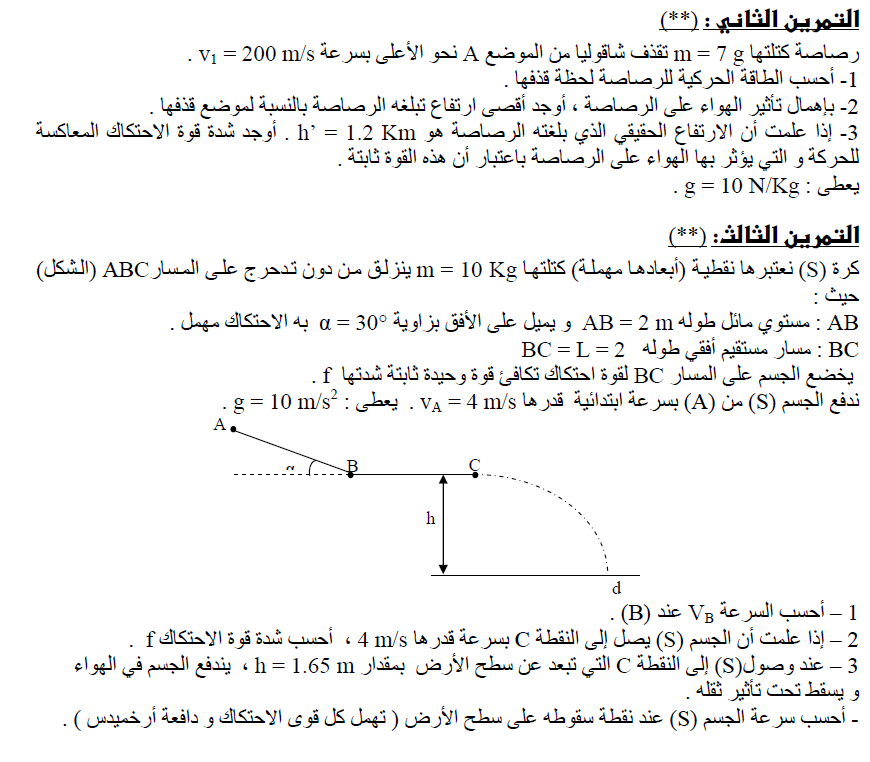 التمرين الثاني : (**)
رصاصة كتلتها m = 7 g تقذف شاقوليا من الموضع A نحو الأعلى بسرعة v₁ = 200 m/s .
1- أحسب الطاقة الحركية للرصاصة لحظة قذفها .
2- بإهمال تأثير الهواء على الرصاصة ، أوجد أقصى ارتفاع تبلغه الرصاصة بالنسبة لموضع قذفها .
3- إذا علمت أن الارتفاع الحقيقي الذي بلغته الرصاصة هو h’ = 1.2 Km . أوجد شدة قوة الاحتكاك المعاكسة
للحركة و التي يؤثر بها الهواء على الرصاصة باعتبار أن هذه القوة ثابتة .
يعطى : g = 10 N/Kg .
التمرين الثالث: (**)
كرة (S) نعتبرها نقطية (أبعادها مهملة) كتلتها m = 10 Kg ينزلق من دون تدحرج على المسار ABC (الشكل)
حيث :
AB : مستوي مائل طوله AB = 2 m و يميل على الأفق بزاوية α = 30° به الاحتكاك مهمل .
BC : مسار مستقيم أفقي طوله BC = L = 2
يخضع الجسم على المسار BC لقوة احتكاك تكافئ قوة وحيدة ثابتة شدتها f .
ندفع الجسم (S) من (A) بسرعة ابتدائية قدرها v_A = 4 m/s . يعطى : g = 10 m/s² .
A
α
B
C
h
d
1 – أحسب السرعة V_B عند (B) .
2 – إذا علمت أن الجسم (S) يصل إلى النقطة C بسرعة قدرها 4 m/s ، أحسب شدة قوة الاحتكاك f .
3 – عند وصول(S) إلى النقطة C التي تبعد عن سطح الأرض بمقدار h = 1.65 m ، يندفع الجسم في الهواء
و يسقط تحت تأثير ثقله .
- أحسب سرعة الجسم (S) عند نقطة سقوطه على سطح الأرض ( تهمل كل قوى الاحتكاك و دافعة أرخميدس ) .